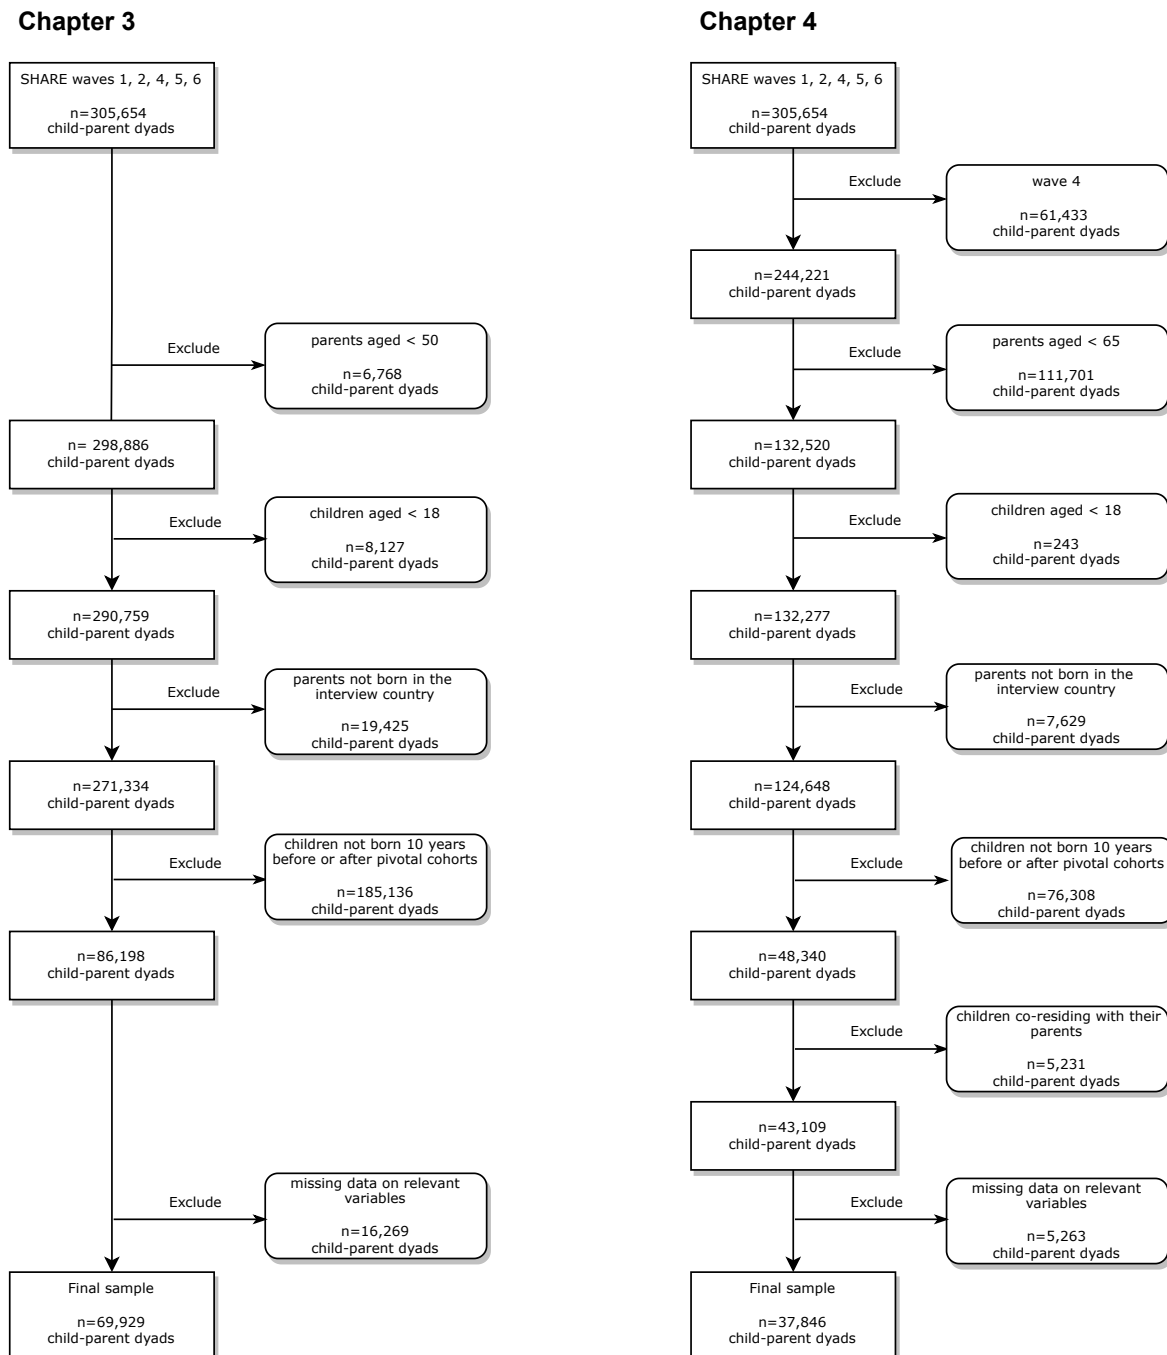 Chapter 3
SHARE waves 1, 2, 4, 5, 6
n=305,654
child-parent dyads
Exclude
parents aged < 50
n=6,768
child-parent dyads
n= 298,886
child-parent dyads
Exclude
children aged < 18
n=8,127
child-parent dyads
n=290,759
child-parent dyads
Exclude
parents not born in the
interview country
n=19,425
child-parent dyads
n=271,334
child-parent dyads
Exclude
children not born 10 years
before or after pivotal cohorts
n=185,136
child-parent dyads
n=86,198
child-parent dyads
Exclude
missing data on relevant
variables
n=16,269
child-parent dyads
Final sample
n=69,929
child-parent dyads
Chapter 4
SHARE waves 1, 2, 4, 5, 6
n=305,654
child-parent dyads
Exclude
wave 4
n=61,433
child-parent dyads
n=244,221
child-parent dyads
Exclude
parents aged < 65
n=111,701
child-parent dyads
n=132,520
child-parent dyads
Exclude
children aged < 18
n=243
child-parent dyads
n=132,277
child-parent dyads
Exclude
parents not born in the
interview country
n=7,629
child-parent dyads
n=124,648
child-parent dyads
Exclude
children not born 10 years
before or after pivotal cohorts
n=76,308
child-parent dyads
n=48,340
child-parent dyads
Exclude
children co-residing with their
parents
n=5,231
child-parent dyads
n=43,109
child-parent dyads
Exclude
missing data on relevant
variables
n=5,263
child-parent dyads
Final sample
n=37,846
child-parent dyads